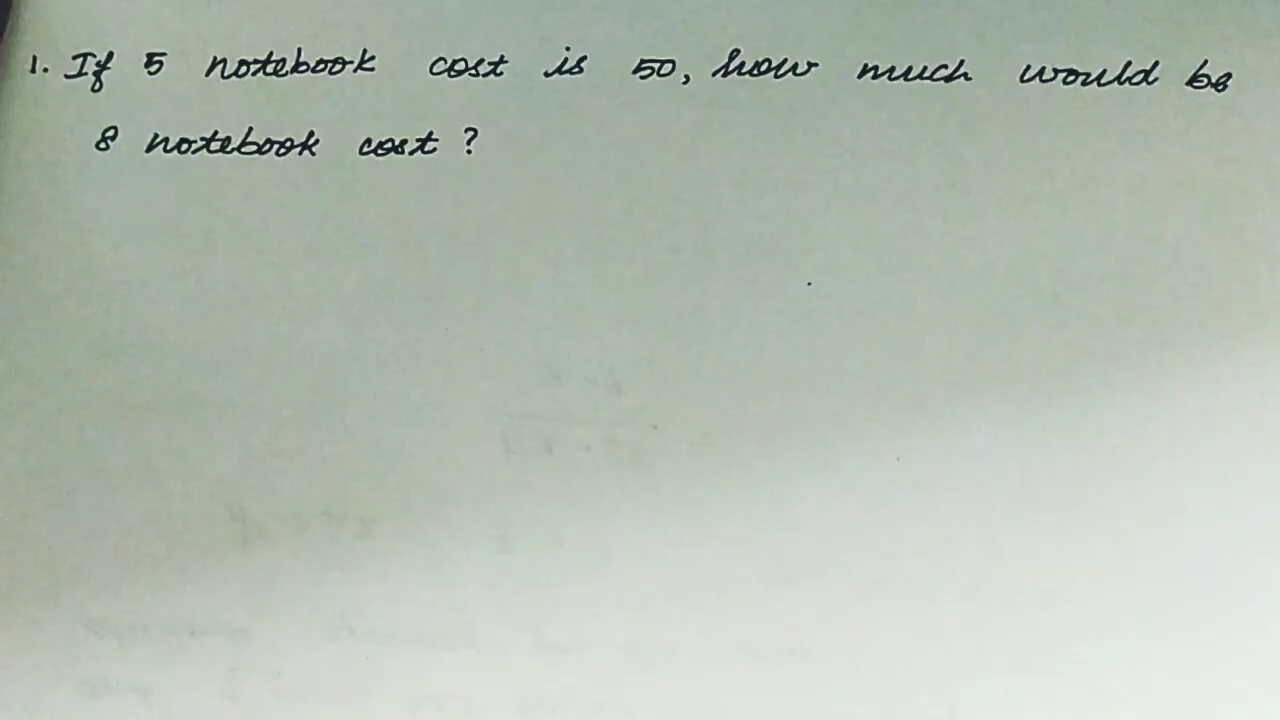 1. If 5 notebook cost is 50, how much would be
8 notebook cost ?